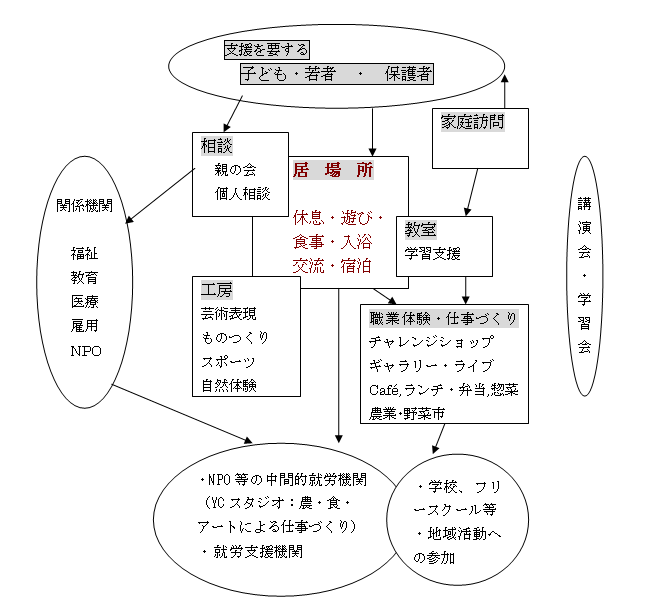 支援を要する
子ども・若者　・　保護者
家庭訪問
相談
親の会
個人相談
居　場　所
休息・遊び・
食事・入浴
交流・宿泊
教室
学習支援
関係機関
福祉
教育
医療
雇用
NPO
講演会・学習会
工房
芸術表現
ものつくり
スポーツ
自然体験
職業体験・仕事づくり
チャレンジショップ
ギャラリー・ライブ
Café,ランチ・弁当,惣菜
農業・野菜市
・NPO 等の中間的就労機関
（YCスタジオ：農・食・
アートによる仕事づくり）
・就労支援機関
・学校、フリ
ースクール等
・地域活動へ
の参加